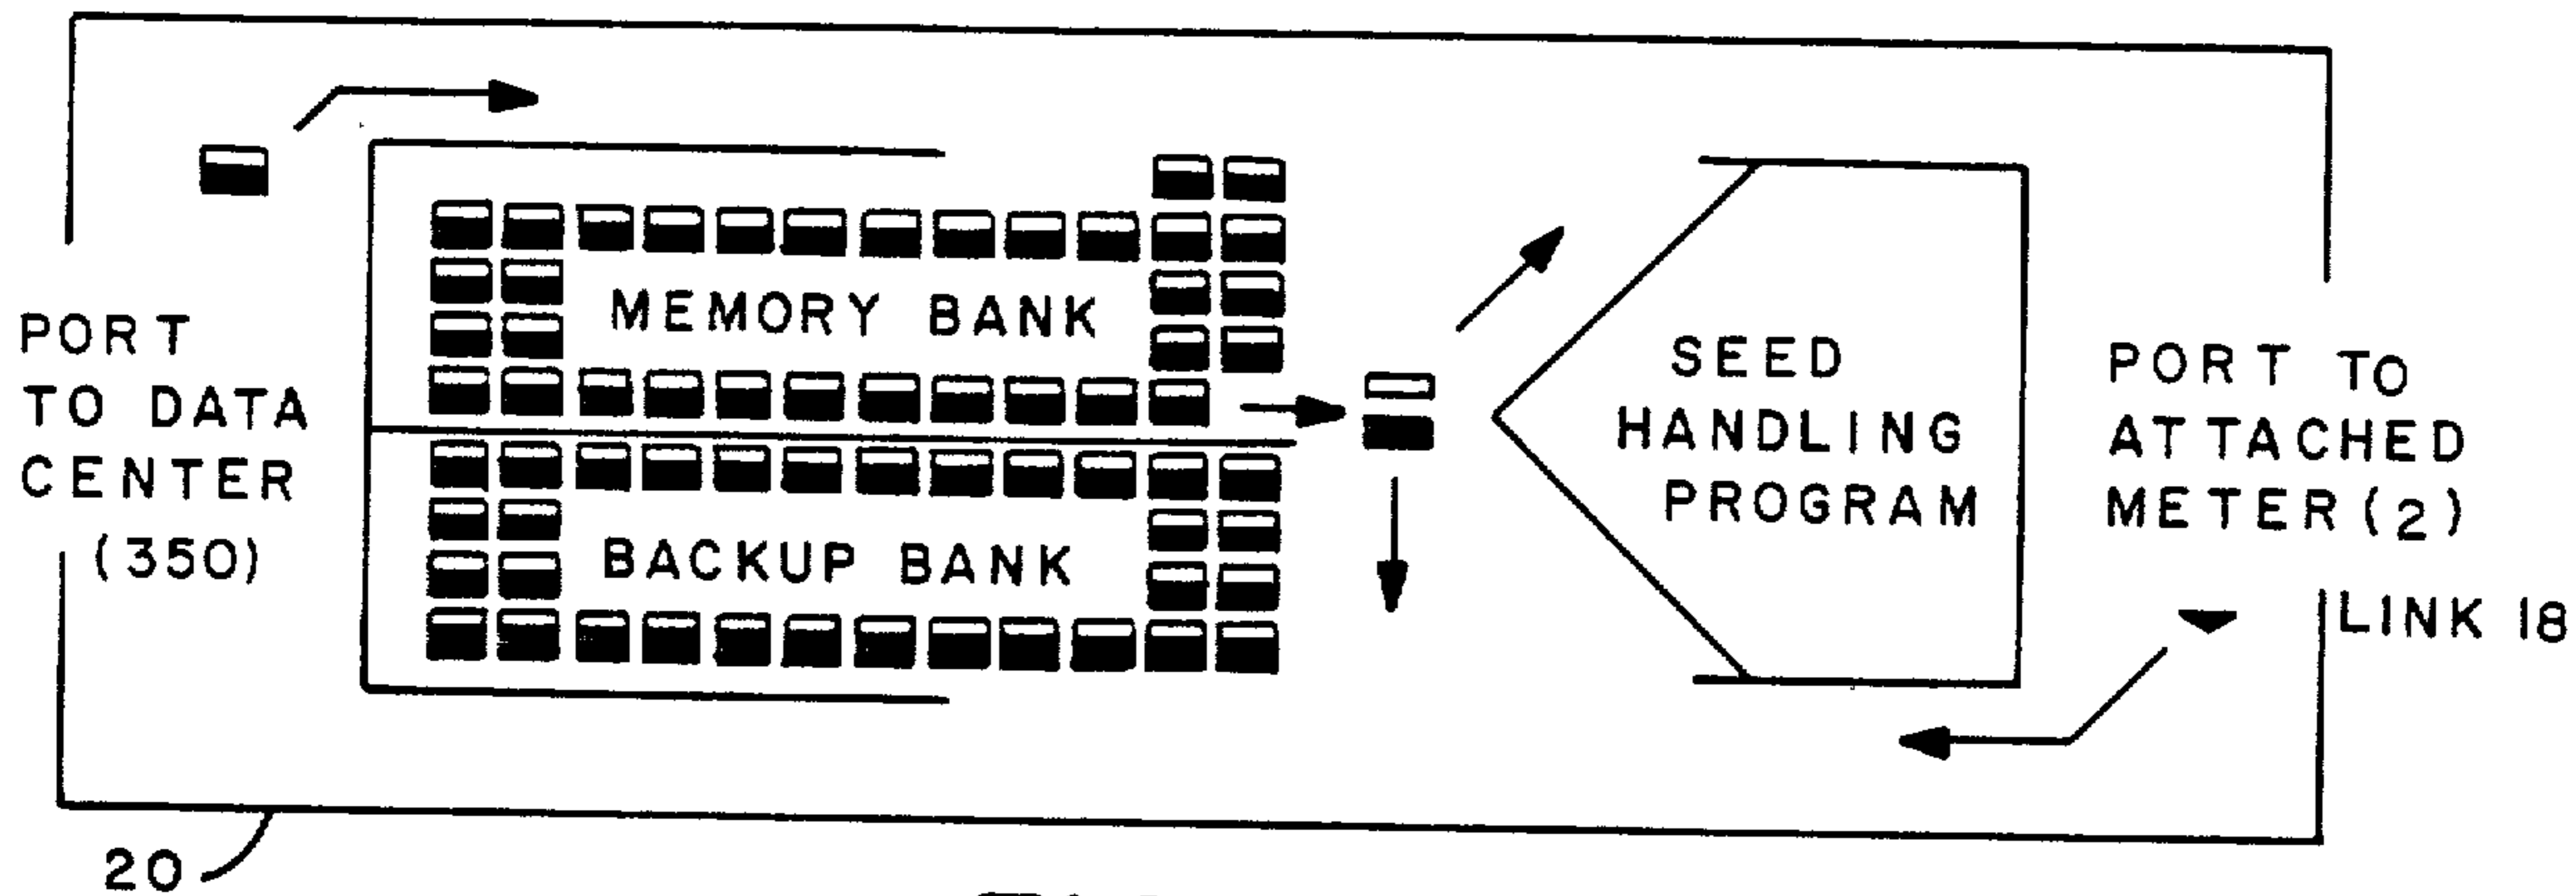 PORT
TO DATA
CENTER
(350)
MEMORY BANK
BACKUP BANK
SEED
HANDLING
PROGRAM
PORT TO
ATTACHED
METER (2)
LINK 18
20